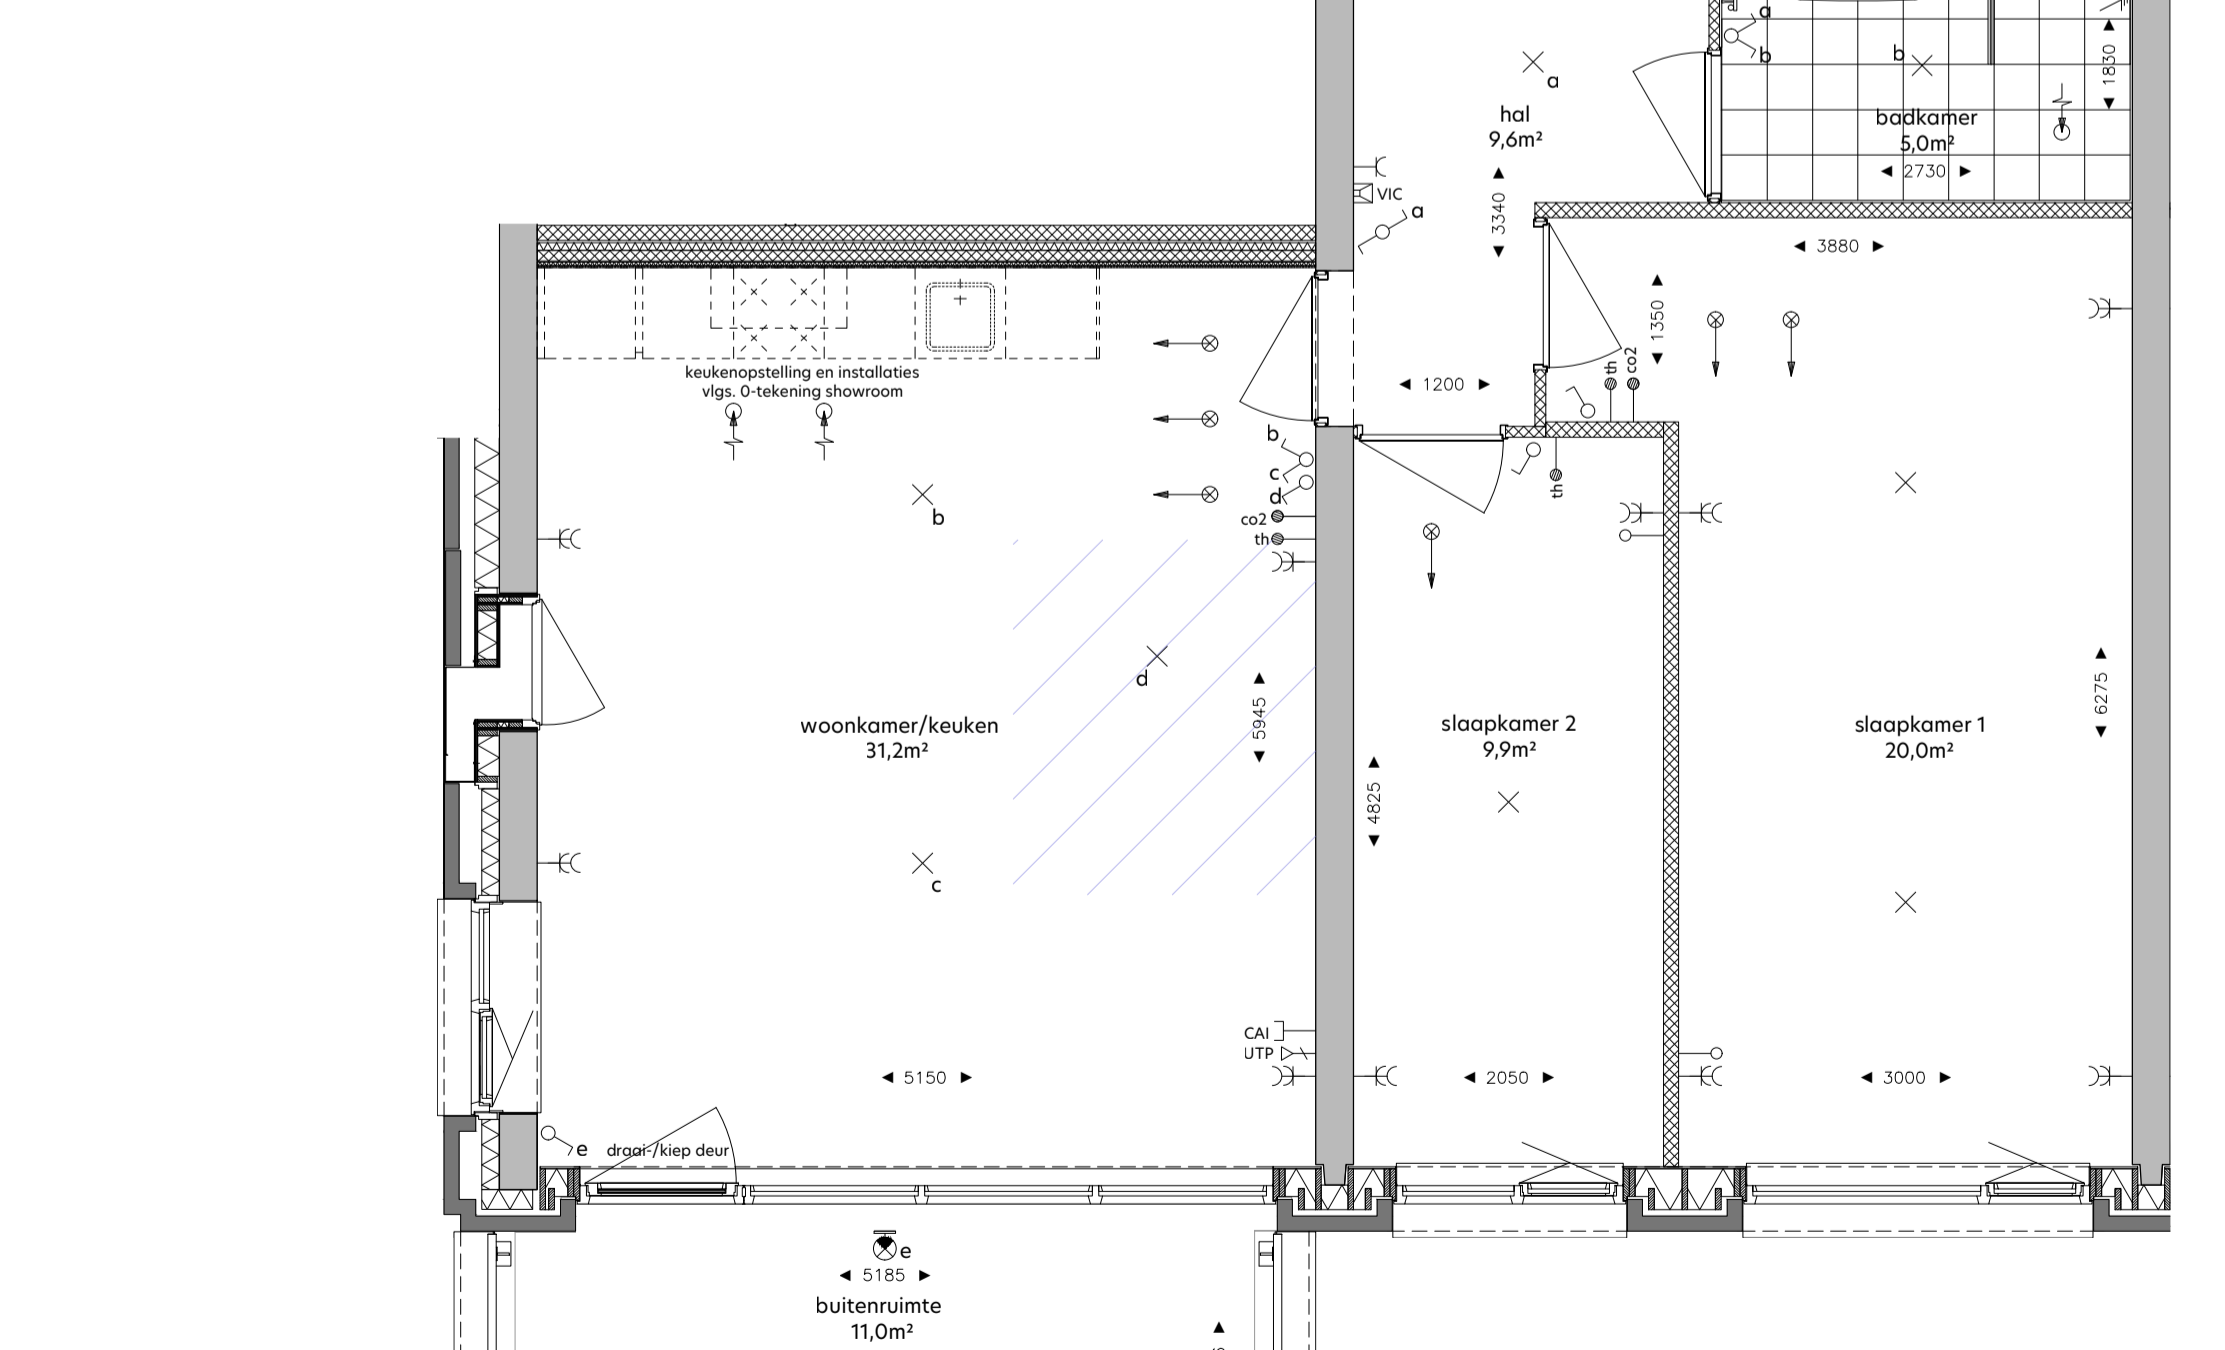 a
b
b
1830
a
hal
9,6m²
badkamer
5,0m²
2730
VIC
a
3340
3880
1350
keukenopstelling en installaties
vlgs. 0-tekening showroom
1200
th
co2
b
c
d
co2
th
th
b
d
5945
woonkamer/keuken
31,2m²
slaapkamer 2
9,9m²
slaapkamer 1
20,0m²
6275
4825
c
CAI
UTP
5150
2050
3000
e
draai-/kiep deur
e
5185
buitenruimte
11,0m²